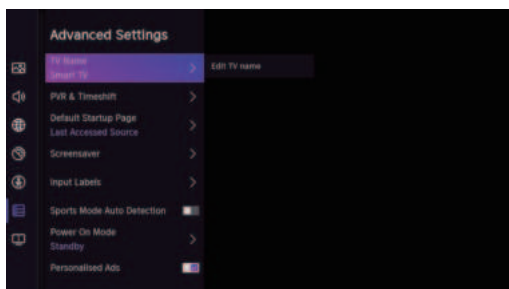 Advanced Settings
TV Name
Smart TV
Edit TV name
PVR & Timeshift
Default Startup Page
Last Accessed Source
Screensaver
Input Labels
Sports Mode Auto Detection
Power On Mode
Standby
Personalised Ads